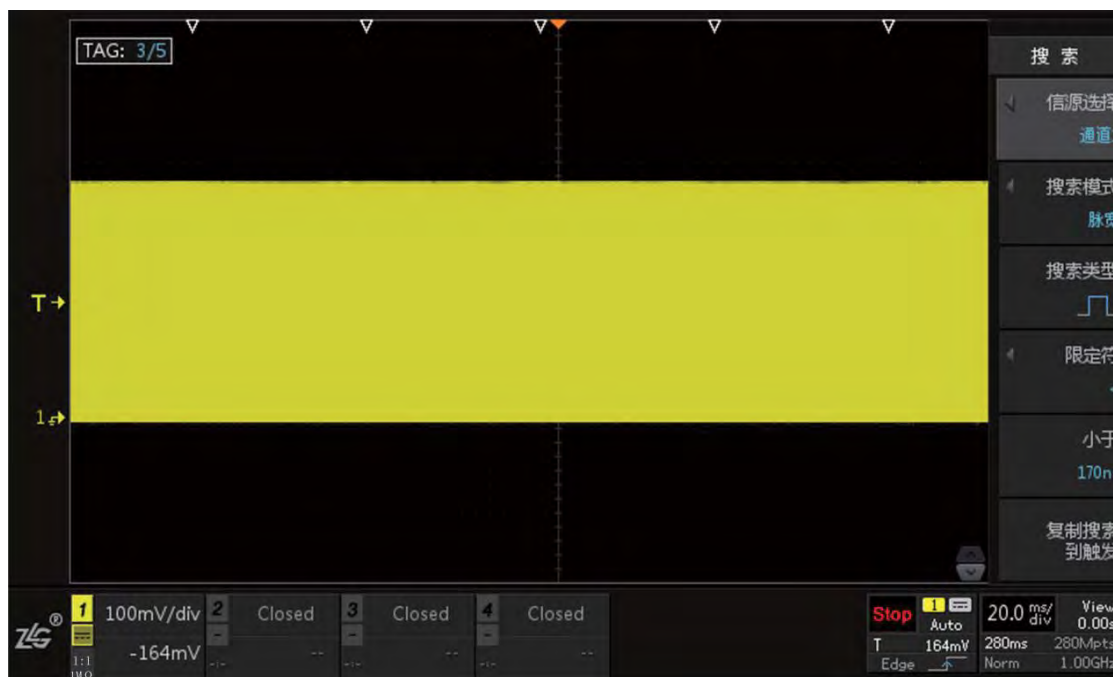 TAG: 3/5
搜 索
信源选择
通道
搜索模式
脉宽
搜索类型
限定符
小于
170n
复制搜索
到触发
T
1
ZLG®
1
100mV/div
-164mV
1:1
1MΩ
2
Closed
--
3
Closed
--
4
Closed
--
Stop
1
Auto
T 164mV
Edge
20.0 ms/div
View
0.00s
280ms 280Mpts
Norm 1.00GHz